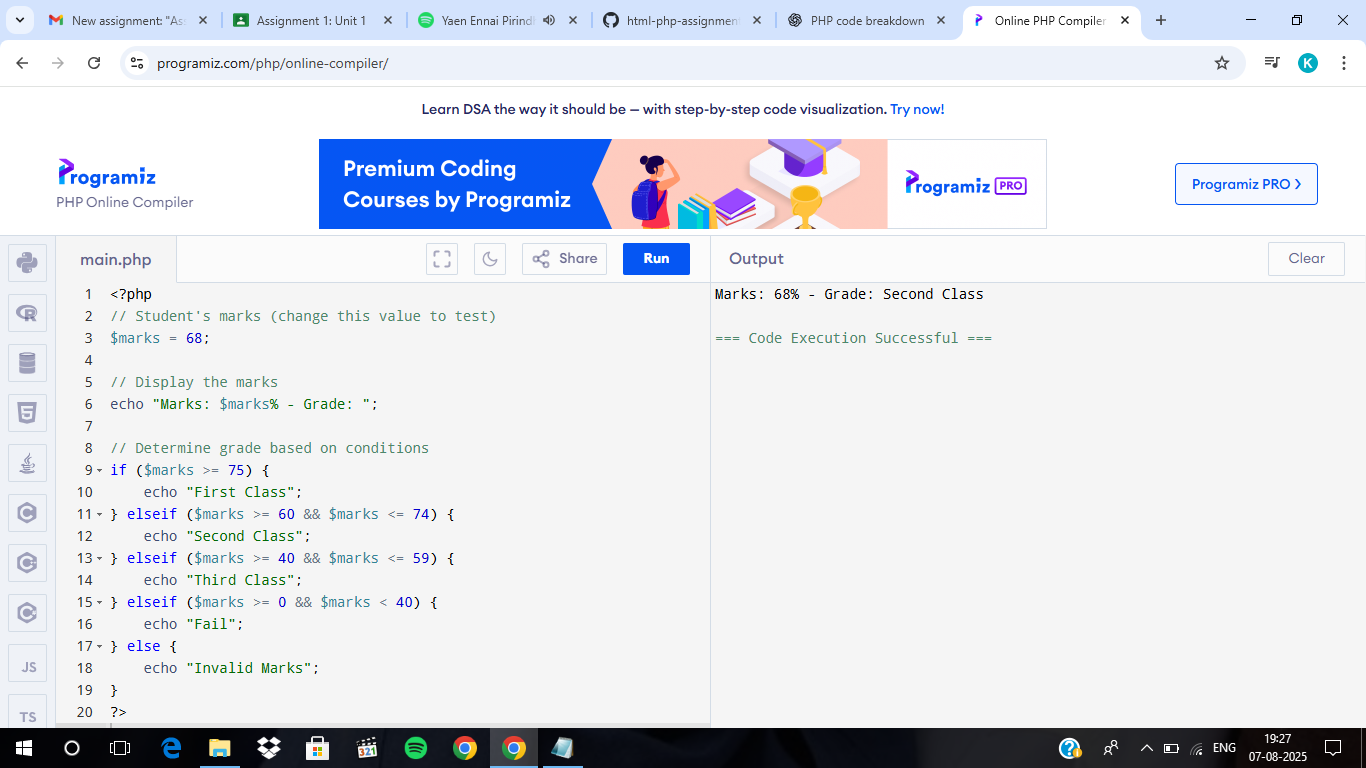 New assignment: "As
Assignment 1: Unit 1
Yaen Ennai Pirindh
html-php-assignmen
PHP code breakdown
Online PHP Compiler
programiz.com/php/online-compiler/
K
Learn DSA the way it should be — with step-by-step code visualization. Try now!
Programiz
PHP Online Compiler
Premium Coding
Courses by Programiz
Programiz PRO
Programiz PRO
main.php
Share
Run
Output
Clear
1 <?php
2 // Student's marks (change this value to test)
3 $marks = 68;
4
5 // Display the marks
6 echo "Marks: $marks% - Grade: ";
7
8 // Determine grade based on conditions
9 if ($marks >= 75) {
10 echo "First Class";
11 } elseif ($marks >= 60 && $marks <= 74) {
12 echo "Second Class";
13 } elseif ($marks >= 40 && $marks <= 59) {
14 echo "Third Class";
15 } elseif ($marks >= 0 && $marks < 40) {
16 echo "Fail";
17 } else {
18 echo "Invalid Marks";
19 }
20 ?>
Marks: 68% - Grade: Second Class
=== Code Execution Successful ===
JS
TS
321
ENG
19:27
07-08-2025